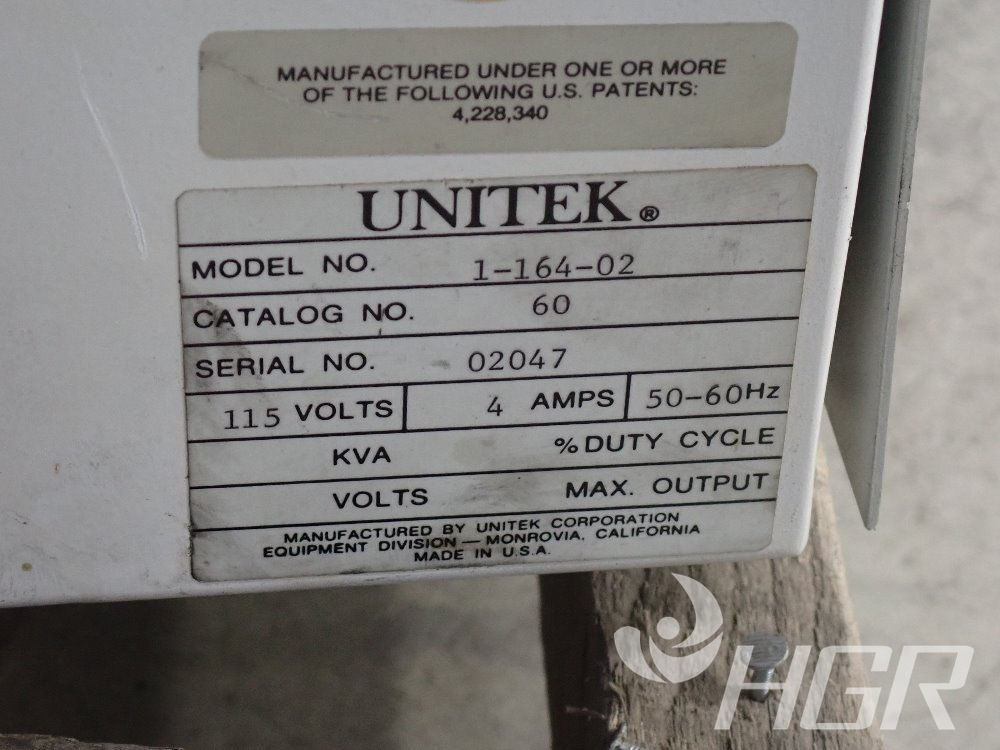 MANUFACTURED UNDER ONE OR MORE
OF THE FOLLOWING U.S. PATENTS:
4,228,340
UNITEK®
MODEL NO. 1-164-02
CATALOG NO. 60
SERIAL NO. 02047
115 VOLTS 4 AMPS 50-60Hz
KVA % DUTY CYCLE
VOLTS MAX. OUTPUT
MANUFACTURED BY UNITEK CORPORATION
EQUIPMENT DIVISION — MONROVIA, CALIFORNIA
MADE IN U.S.A.
HGR